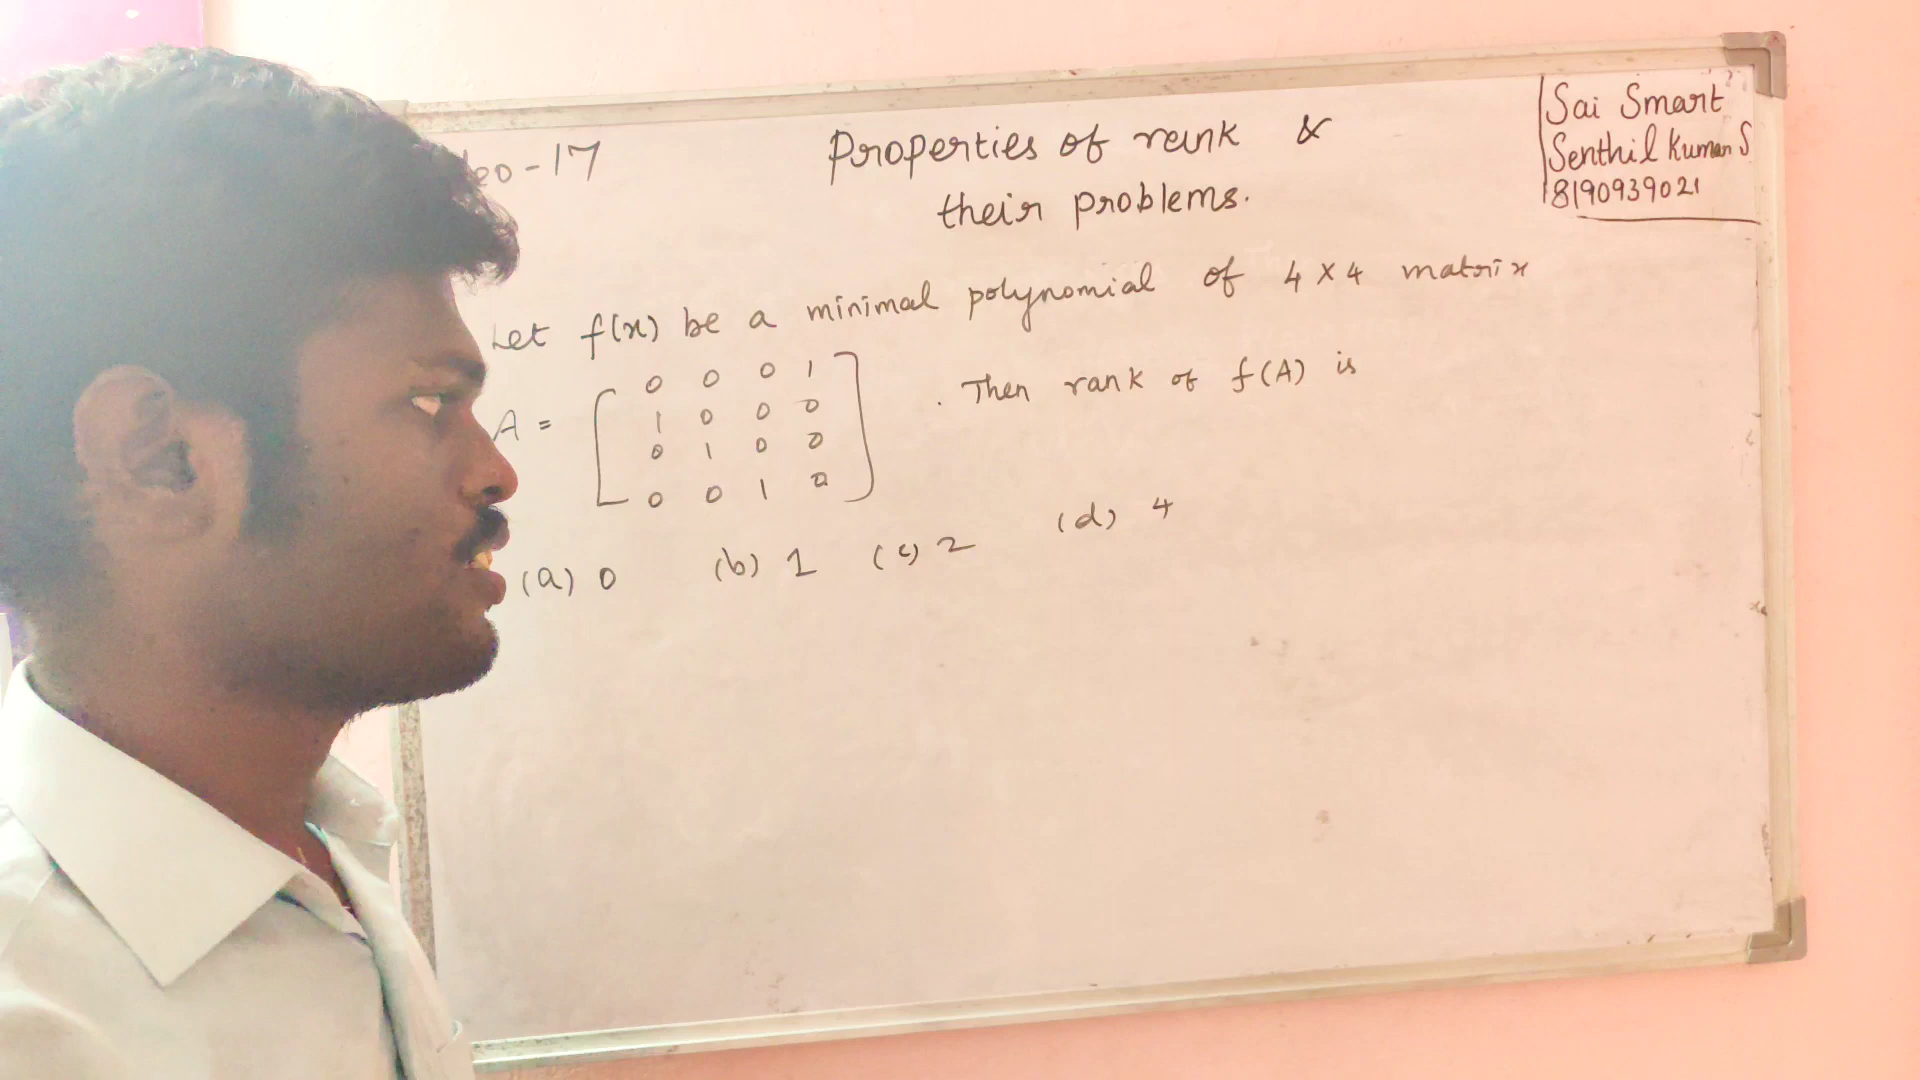 -17
Properties of rank &
their problems.
Sai Smart
Senthil Kumar S
8190939021
Let f(x) be a minimal polynomial of 4 x 4 matrix
A = [ 0 0 0 1
1 0 0 0
0 1 0 0
0 0 1 0 ] . Then rank of f(A) is
(a) 0 (b) 1 (c) 2 (d) 4